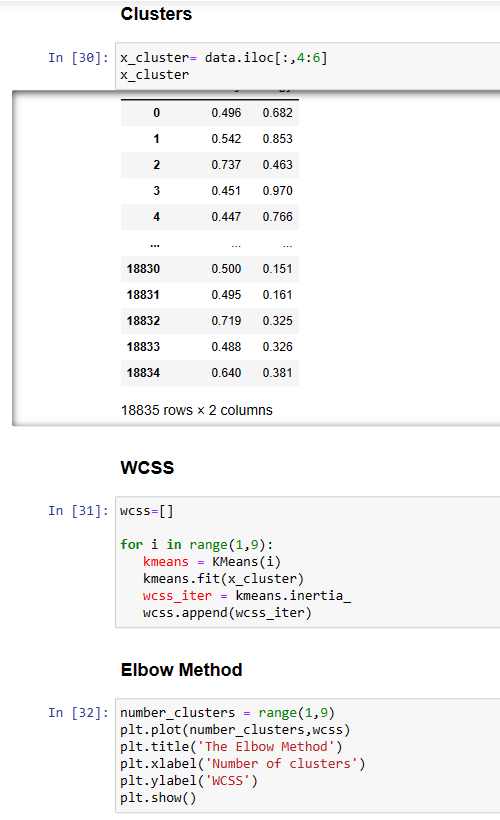 Clusters
In [30]: x_cluster= data.iloc[:,4:6]
x_cluster
0 0.496 0.682
1 0.542 0.853
2 0.737 0.463
3 0.451 0.970
4 0.447 0.766
... ... ...
18830 0.500 0.151
18831 0.495 0.161
18832 0.719 0.325
18833 0.488 0.326
18834 0.640 0.381
18835 rows × 2 columns
WCSS
In [31]: wcss=[]
for i in range(1,9):
kmeans = KMeans(i)
kmeans.fit(x_cluster)
wcss_iter = kmeans.inertia_
wcss.append(wcss_iter)
Elbow Method
In [32]: number_clusters = range(1,9)
plt.plot(number_clusters,wcss)
plt.title('The Elbow Method')
plt.xlabel('Number of clusters')
plt.ylabel('WCSS')
plt.show()